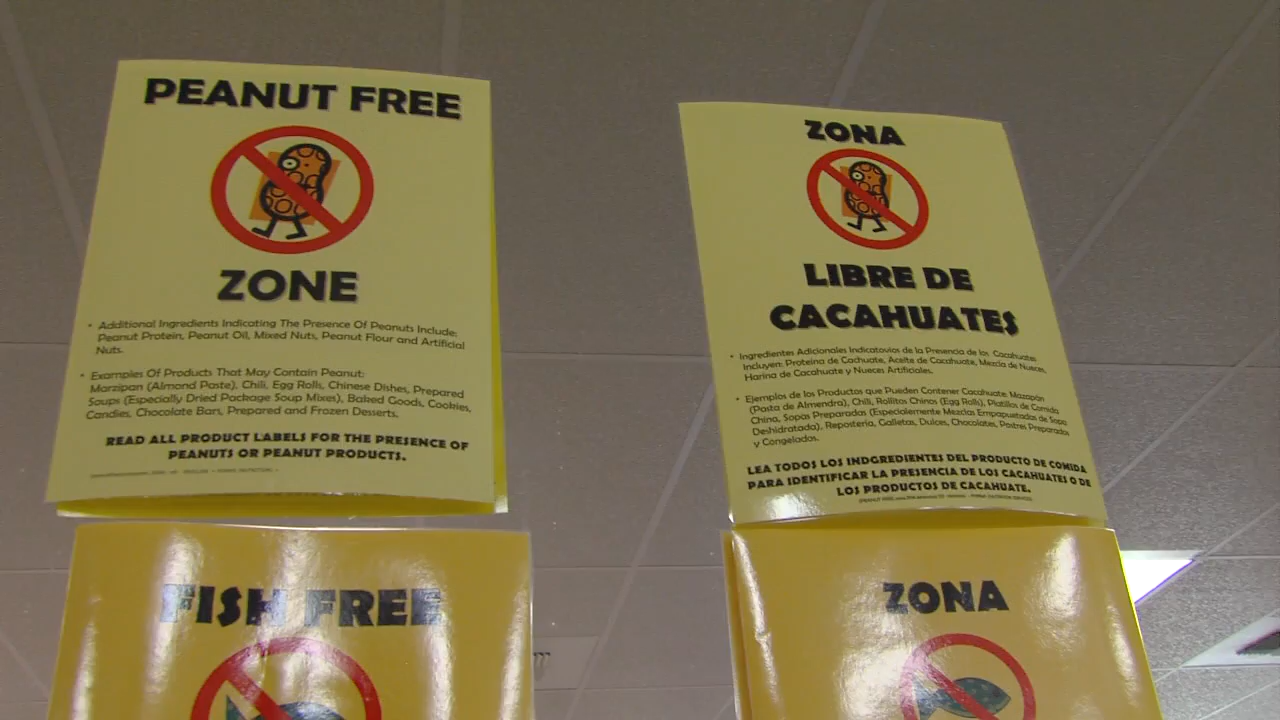 PEANUT FREE
ZONE
• Additional Ingredients Indicating The Presence Of Peanuts Include:
Peanut Protein, Peanut Oil, Mixed Nuts, Peanut Flour and Artificial
Nuts.
• Examples Of Products That May Contain Peanut:
Marzipan (Almond Paste), Chili, Egg Rolls, Chinese Dishes, Prepared
Soups (Especially Dried Package Soup Mixes), Baked Goods, Cookies,
Candies, Chocolate Bars, Prepared and Frozen Desserts.
READ ALL PRODUCT LABELS FOR THE PRESENCE OF
PEANUTS OR PEANUT PRODUCTS.
FISH FREE
ZONA
LIBRE DE
CACAHUATES
• Ingredientes Adicionales Indicatovios de la Presencia de los Cacahuates
Incluyen: Proteina de Cachuate, Aceite de Cacahuate, Mezcla de Nueces,
Harina de Cacahuate y Nueces Artificiales.
• Ejemplos de los Productos que Pueden Contener Cacahuate: Mazapán
(Pasta de Almendra), Chili, Rollitos Chinos (Egg Rolls), Platillos de Comida
China, Sopas Preparadas (Especialemente Mezclas Empaquetadas de Sopa
Deshidratada), Reposteria, Galletas, Dulces, Chocolates, Postres Preparados
y Congelados.
LEA TODOS LOS INDGREDIENTES DEL PRODUCTO DE COMIDA
PARA IDENTIFICAR LA PRESENCIA DE LOS CACAHUATES O DE
LOS PRODUCTOS DE CACAHUATE.
ZONA